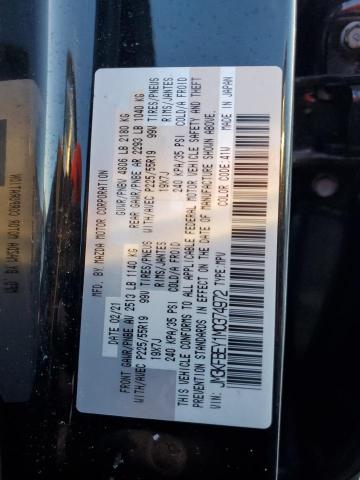 MFD. BY MAZDA MOTOR CORPORATION
02/21 GVWR/PNBV 4806 LB 2180 KG
FRONT GAWR/PNBE AV 2513 LB 1140 KG REAR GAWR/PNBE AR 2293 LB 1040 KG
WITH/AVEC P225/55R19 99V TIRES/PNEUS WITH/AVEC P225/55R19 99V TIRES/PNEUS
19X7J RIMS/JANTES 19X7J RIMS/JANTES
240 KPA/35 PSI COLD/A FROID 240 KPA/35 PSI COLD/A FROID
THIS VEHICLE CONFORMS TO ALL APPLICABLE FEDERAL MOTOR VEHICLE SAFETY AND THEFT
PREVENTION STANDARDS IN EFFECT ON THE DATE OF MANUFACTURE SHOWN ABOVE.
JM3KFBEY1M0374972 TYPE:MPV COLOR CODE:41W MADE IN JAPAN
MAZDA MOTOR CORPORATION